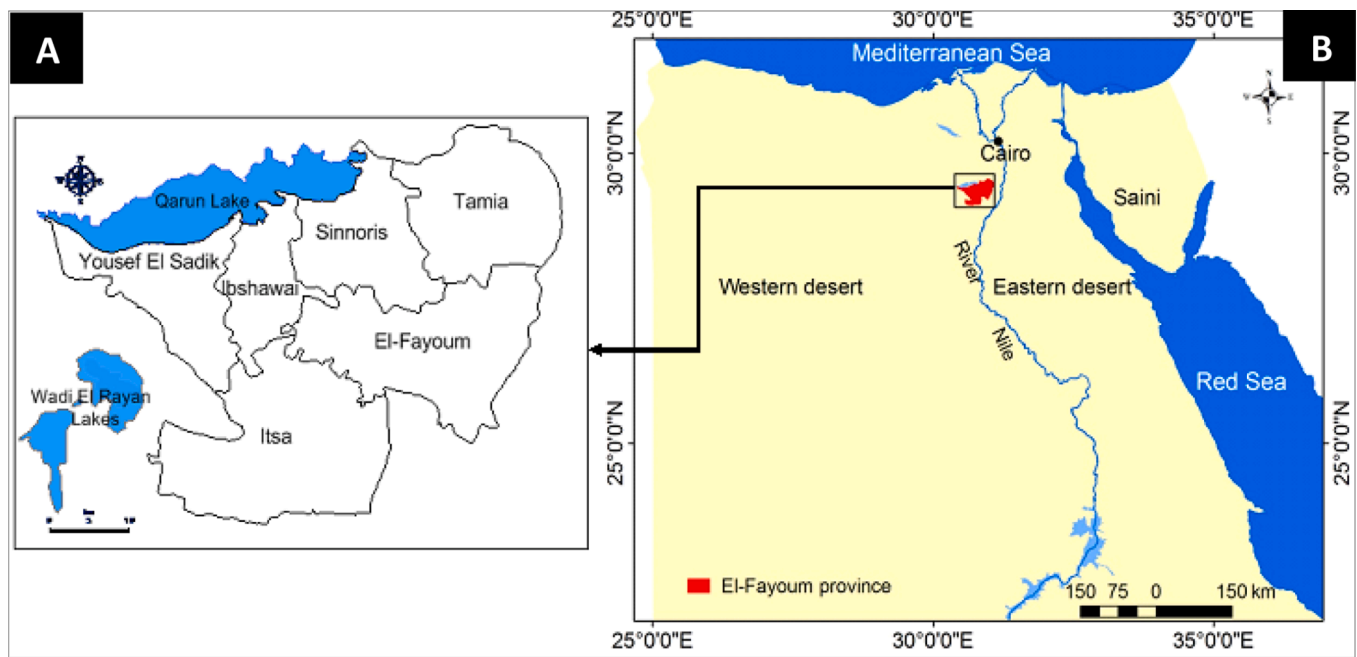 A
Qarun Lake
Tamia
Sinnoris
Yousef El Sadik
Ibshawai
El-Fayoum
Wadi El Rayan
Lakes
Itsa
B
25°0'0"E 30°0'0"E 35°0'0"E
Mediterranean Sea
N
W E
S
30°0'0"N 30°0'0"N
Cairo
Saini
River
Nile
Western desert
Eastern desert
Red Sea
25°0'0"N 25°0'0"N
El-Fayoum province
150 75 0 150 km
25°0'0"E 30°0'0"E 35°0'0"E